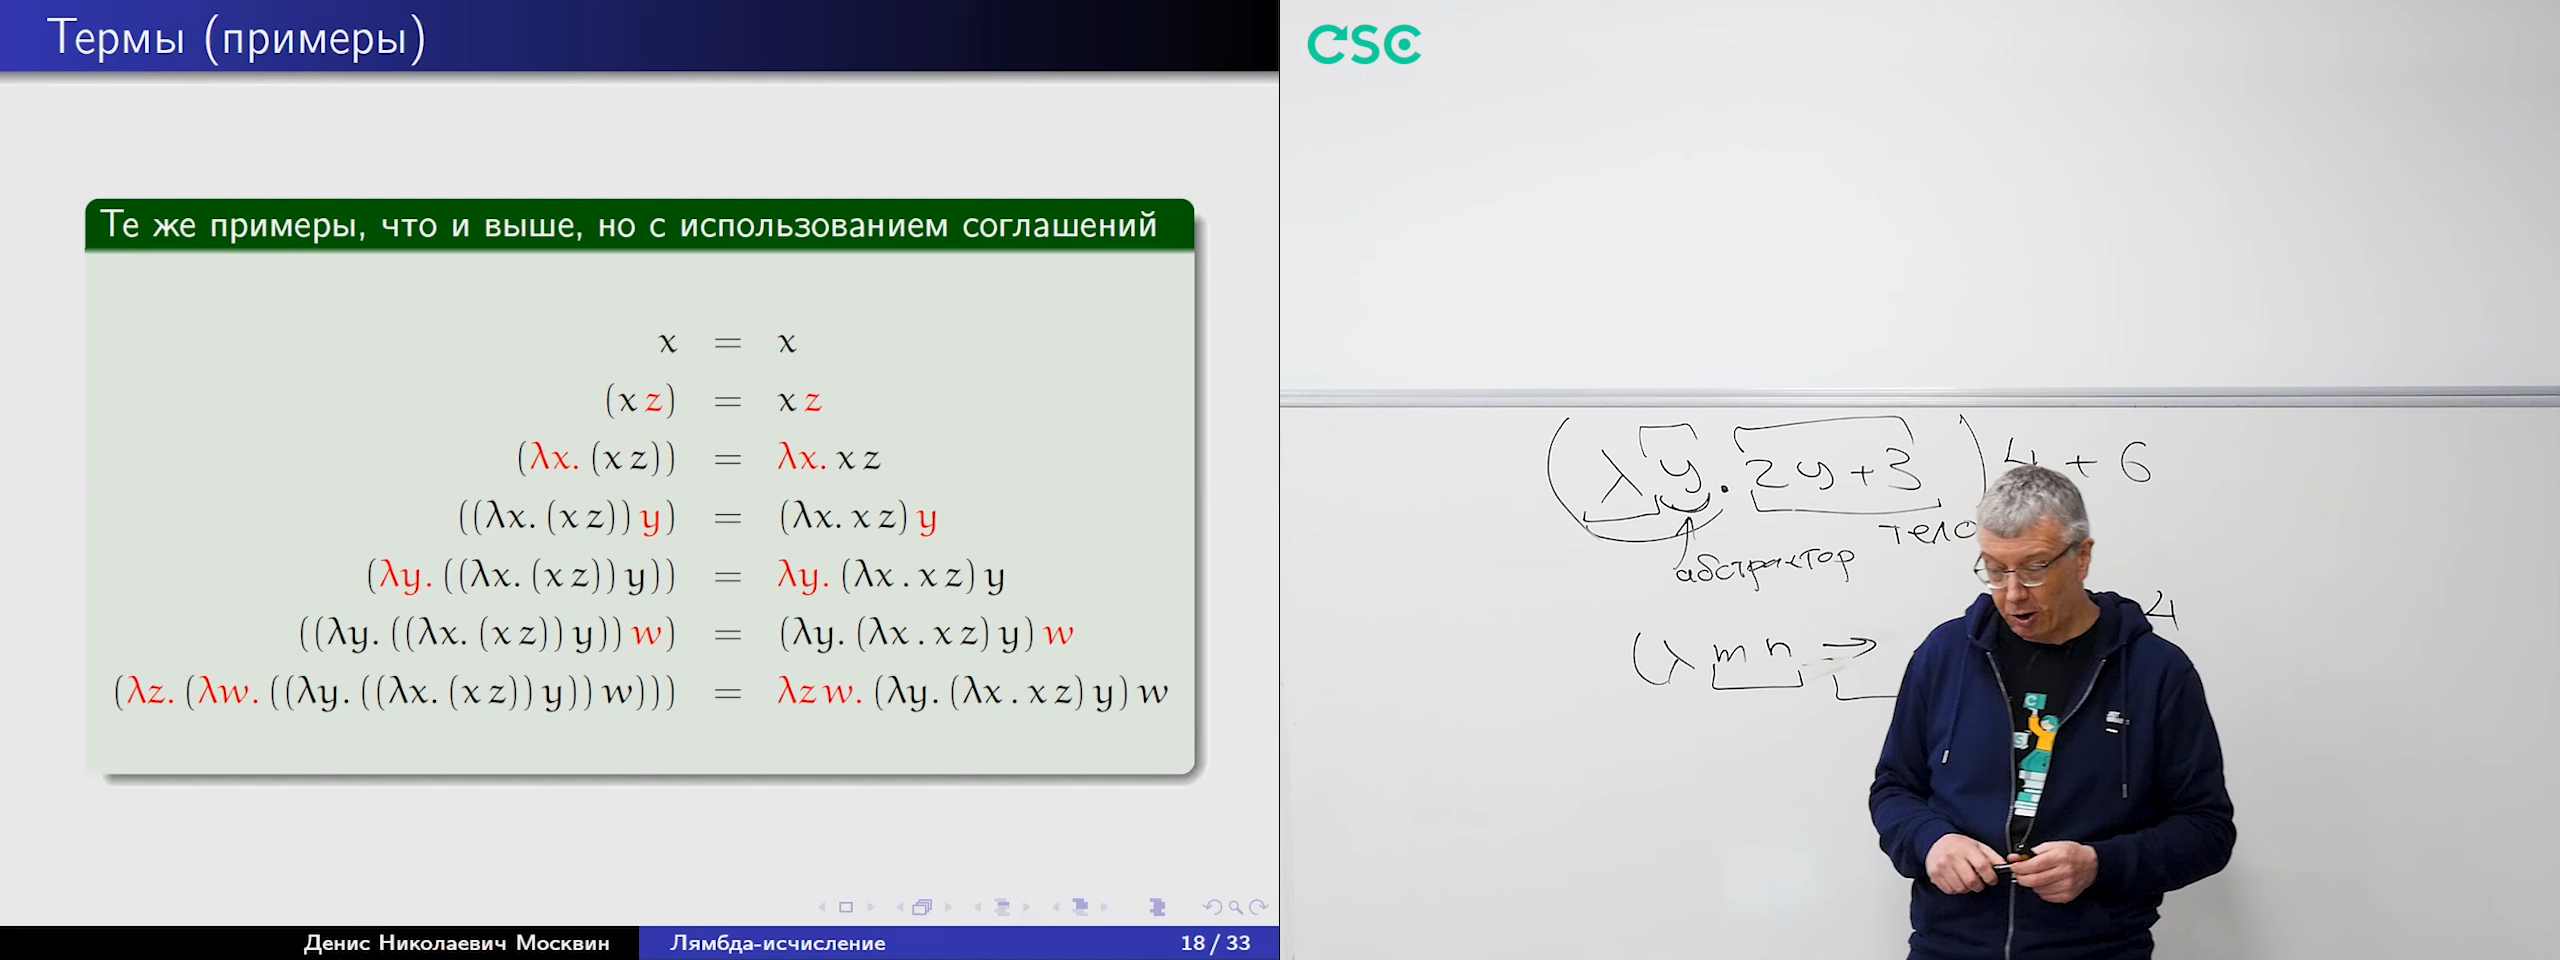 Термы (примеры)
Те же примеры, что и выше, но с использованием соглашений
x = x
(x z) = x z
(λx. (x z)) = λx. x z
((λx. (x z)) y) = (λx. x z) y
(λy. ((λx. (x z)) y)) = λy. (λx . x z) y
((λy. ((λx. (x z)) y)) w) = (λy. (λx . x z) y) w
(λz. (λw. ((λy. ((λx. (x z)) y)) w))) = λz w. (λy. (λx . x z) y) w
Денис Николаевич Москвин
Лямбда-исчисление
18 / 33
CSC
(λ y. 2y+3) 4 + 6
тело
абстрактор
4
(λ m n →